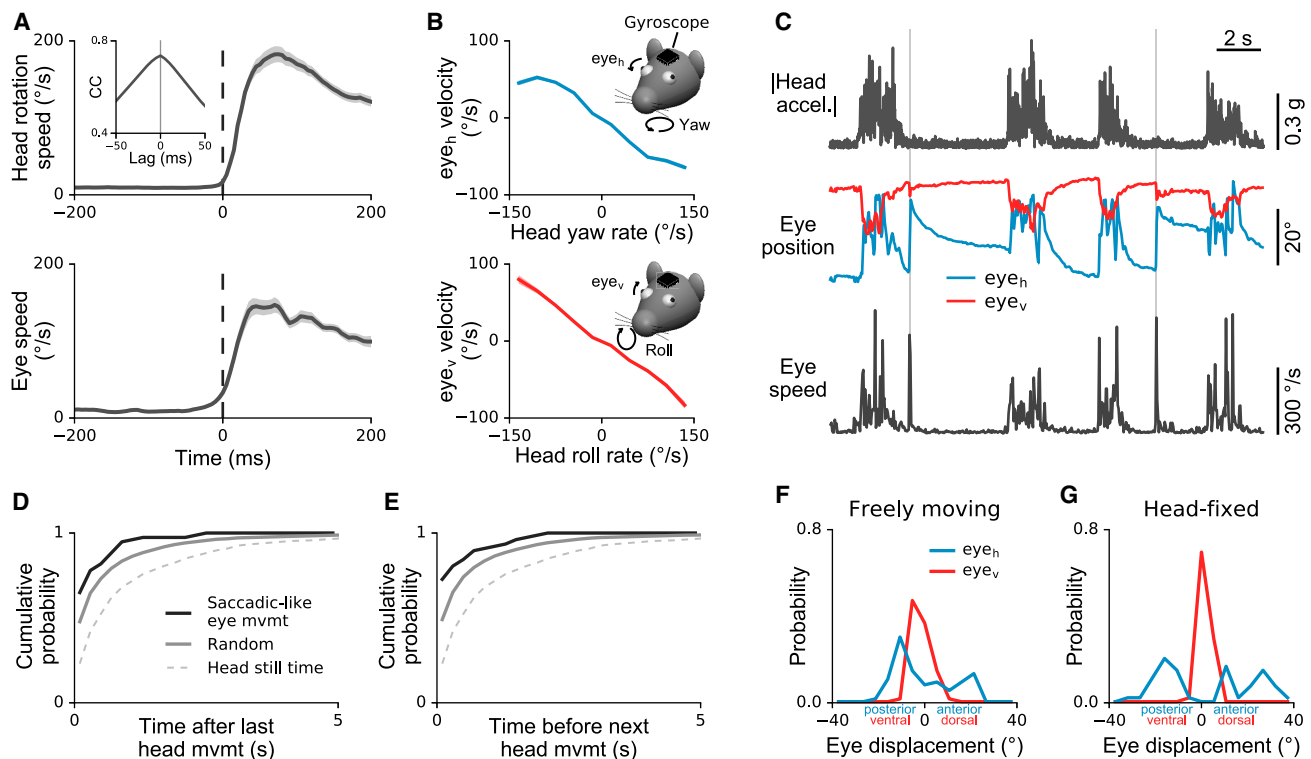 A
Head rotation
speed (°/s)
200
0
0.8
CC
0.4
−50
0
50
Lag (ms)
−200
0
200
Eye speed
(°/s)
200
0
−200
0
200
Time (ms)
B
Gyroscope
eyeh
Yaw
eyeh velocity
(°/s)
100
0
−100
−150
0
150
Head yaw rate (°/s)
eyev
Roll
eyev velocity
(°/s)
100
0
−100
−150
0
150
Head roll rate (°/s)
C
2 s
|Head
accel.|
0.3 g
Eye
position
20°
eyeh
eyev
Eye
speed
300 °/s
D
Cumulative
probability
1
0
Saccadic-like
eye mvmt
Random
Head still time
0
5
Time after last
head mvmt (s)
E
Cumulative
probability
1
0
0
5
Time before next
head mvmt (s)
F
Freely moving
0.8
eyeh
eyev
Probability
0.0
posterior
anterior
ventral
dorsal
−40
0
40
Eye displacement (°)
G
Head-fixed
0.8
Probability
0.0
posterior
anterior
ventral
dorsal
−40
0
40
Eye displacement (°)